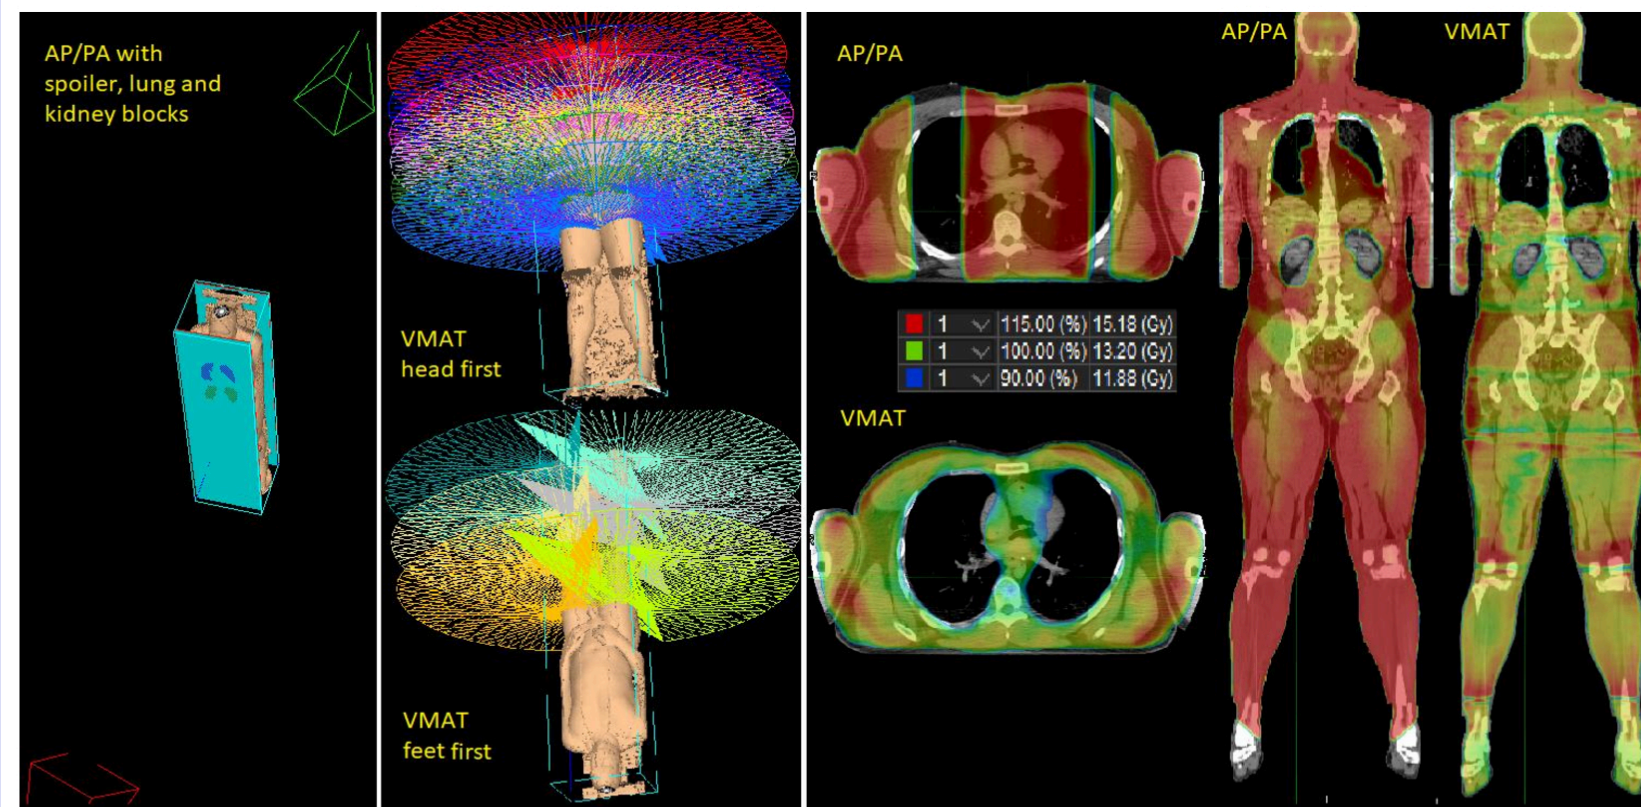 AP/PA with
spoiler, lung and
kidney blocks
VMAT
head first
VMAT
feet first
AP/PA
1 115.00 (%) 15.18 (Gy)
1 100.00 (%) 13.20 (Gy)
1 90.00 (%) 11.88 (Gy)
VMAT
AP/PA
VMAT